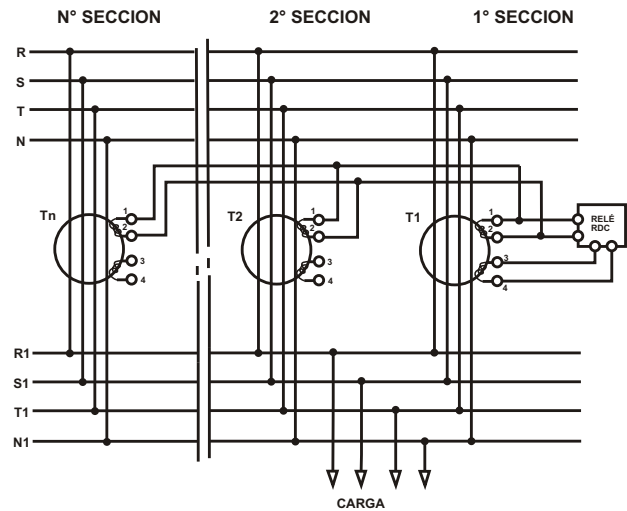 N° SECCION
2° SECCION
1° SECCION
R
S
T
N
Tn
1
2
3
4
T2
1
2
3
4
T1
1
2
3
4
RELÉ
RDC
R1
S1
T1
N1
CARGA